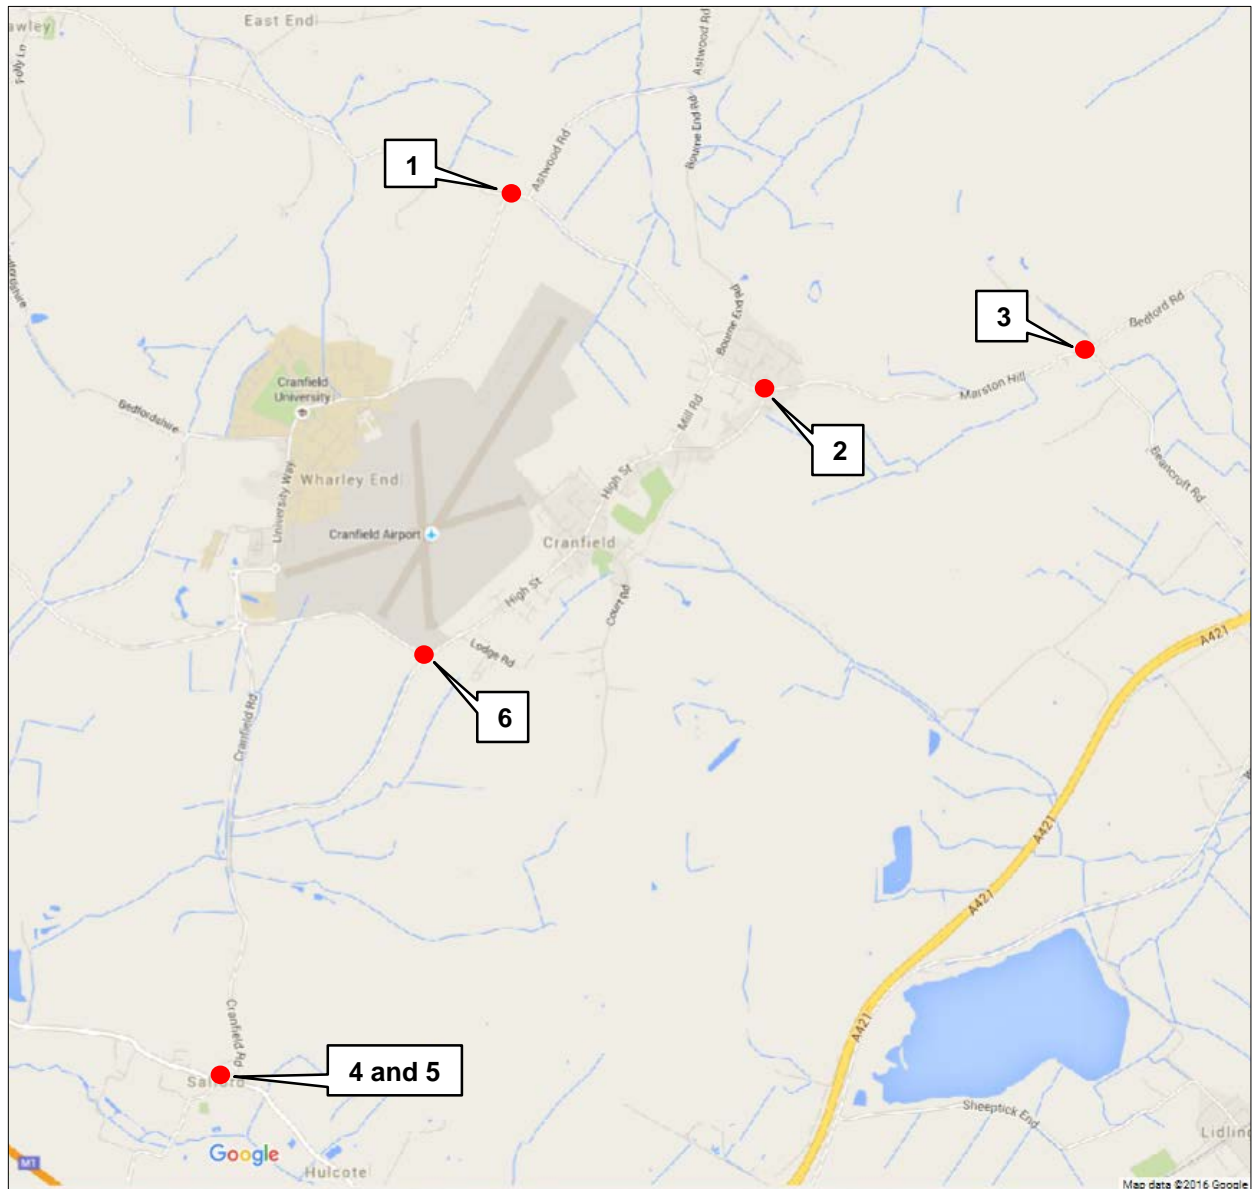 awley
East End
Folly Ln
Astwood Rd
Bourne End Rd
1
Astwood Rd
Bourne End Rd
3
Bedford Rd
Marston Hill
Cranfield
University
Bedfordshire
Mill Rd
2
Beancroft Rd
High St
Wharley End
University Way
Cranfield Airport
Cranfield
High St
Court Rd
Lodge Rd
A421
6
Cranfield Rd
A421
A421
A421
Cranfield Rd
4 and 5
Salford
Sheeptick End
Lidling
Google
M1
Hulcote
Map data ©2016 Google